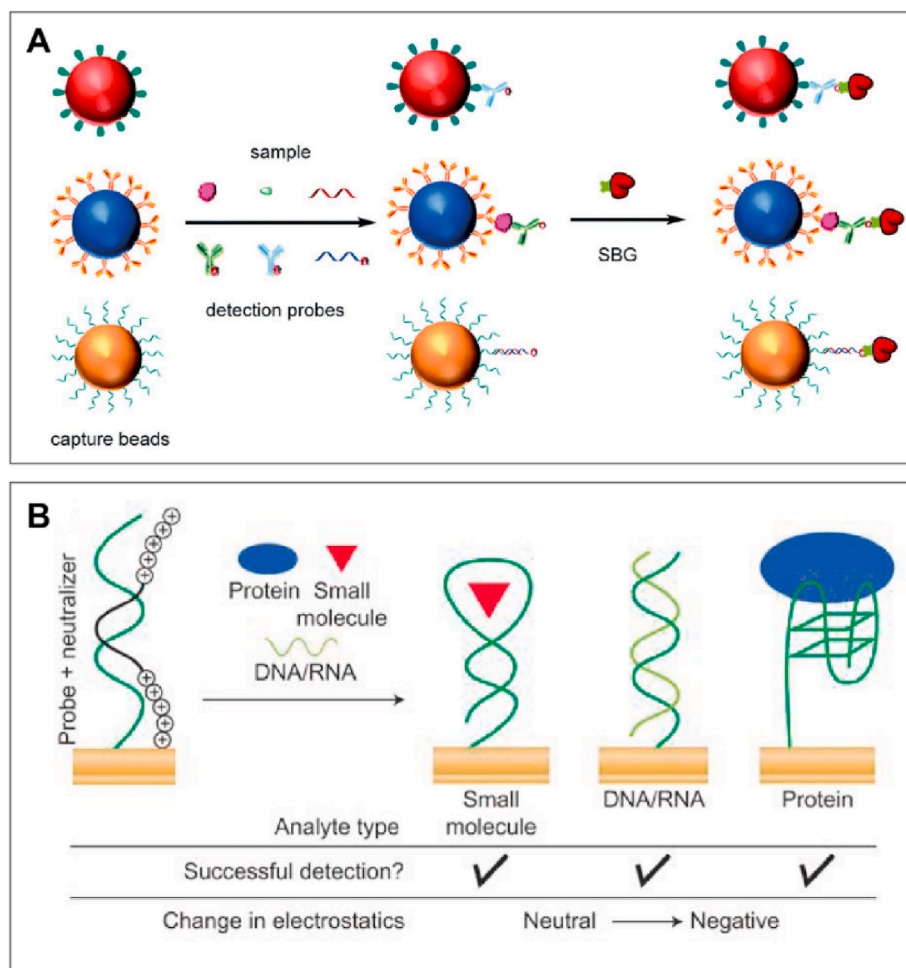 A
sample
SBG
detection probes
capture beads
B
Probe + neutralizer
Protein Small
molecule
DNA/RNA
Small
molecule
DNA/RNA
Protein
Analyte type
Successful detection? ✓ ✓ ✓
Change in electrostatics Neutral → Negative